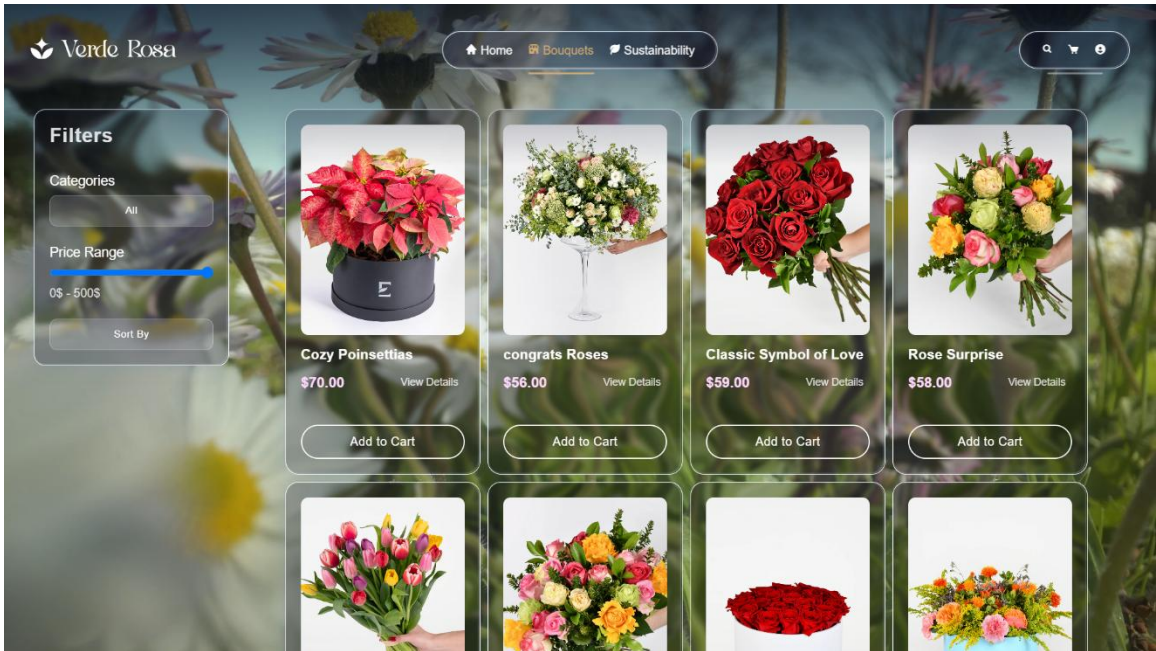 Verde Rosa
Home
Bouquets
Sustainability
Filters
Categories
All
Price Range
0$ - 500$
Sort By
E
Cozy Poinsettias
$70.00
View Details
Add to Cart
congrats Roses
$56.00
View Details
Add to Cart
Classic Symbol of Love
$59.00
View Details
Add to Cart
Rose Surprise
$58.00
View Details
Add to Cart